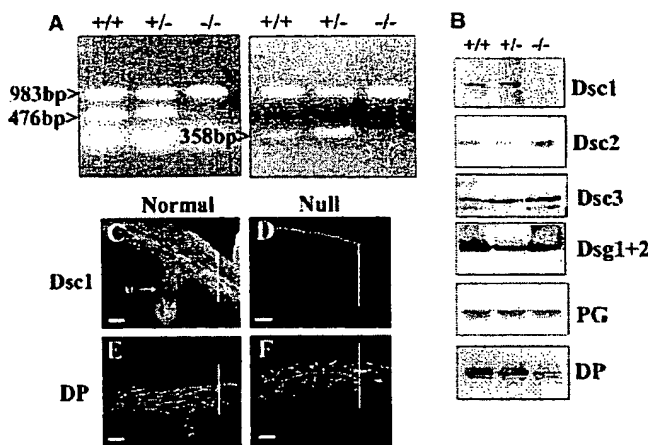 A +/+ +/- -/- +/+ +/- -/-
983bp>
476bp>
358bp>
B
+/+ +/- -/-
Dsc1
Dsc2
Dsc3
Dsg1+2
PG
DP
Normal Null
Dsc1 C D
DP E F